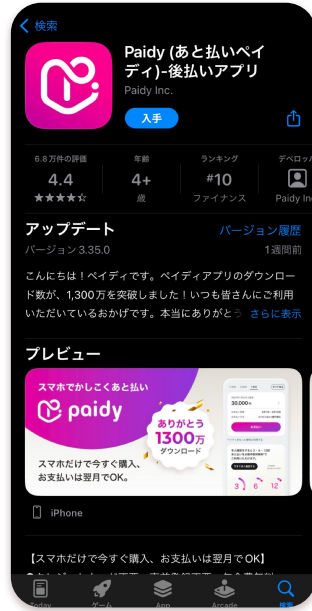 検索
Paidy (あと払いペイ
ディ)-後払いアプリ
Paidy Inc.
入手
6.8万件の評価
年齢
ランキング
デベロッパ
4.4
4+
#10
歳
ファイナンス
Paidy Inc
アップデート
バージョン履歴
バージョン 3.35.0
1週間前
こんにちは！ペイディです。ペイディアプリのダウンロー
ド数が、1,300万を突破しました！いつも皆さんにご利用
いただいているおかげです。本当にありがとう
さらに表示
プレビュー
スマホでかしこくあと払い
paidy
ありがとう
1300万
ダウンロード
スマホだけで今すぐ購入、
お支払いは翌月でOK。
30,000
3
6
12
iPhone
【スマホだけで今すぐ購入、お支払いは翌月でOK】
Today
ゲーム
App
Arcade
検索